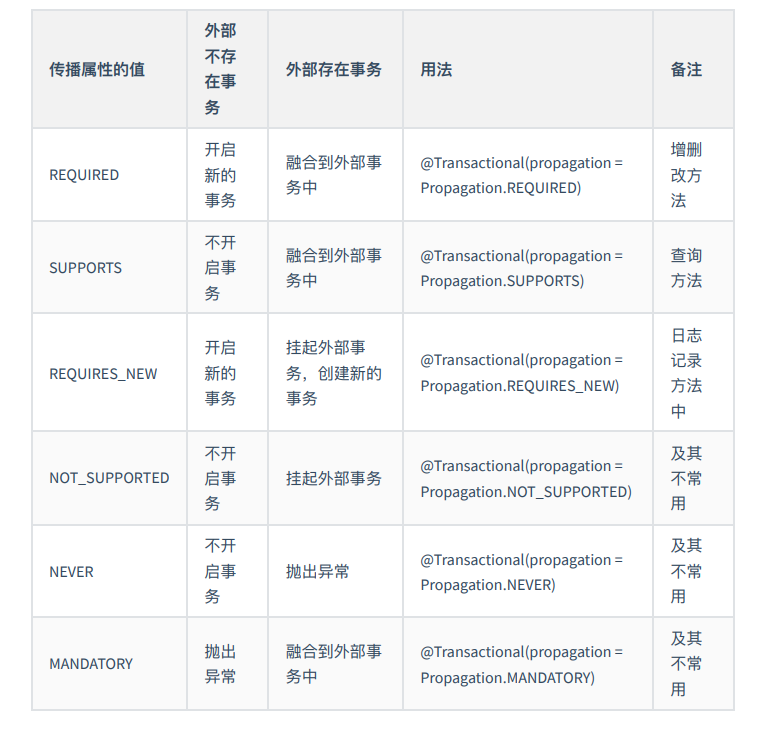 传播属性的值
外部
不存
在事
务
外部存在事务
用法
备注
REQUIRED
开启
新的
事务
融合到外部事
务中
@Transactional(propagation =
Propagation.REQUIRED)
增删
改方
法
SUPPORTS
不开
启事
务
融合到外部事
务中
@Transactional(propagation =
Propagation.SUPPORTS)
查询
方法
REQUIRES_NEW
开启
新的
事务
挂起外部事
务，创建新的
事务
@Transactional(propagation =
Propagation.REQUIRES_NEW)
日志
记录
方法
中
NOT_SUPPORTED
不开
启事
务
挂起外部事务
@Transactional(propagation =
Propagation.NOT_SUPPORTED)
及其
不常
用
NEVER
不开
启事
务
抛出异常
@Transactional(propagation =
Propagation.NEVER)
及其
不常
用
MANDATORY
抛出
异常
融合到外部事
务中
@Transactional(propagation =
Propagation.MANDATORY)
及其
不常
用